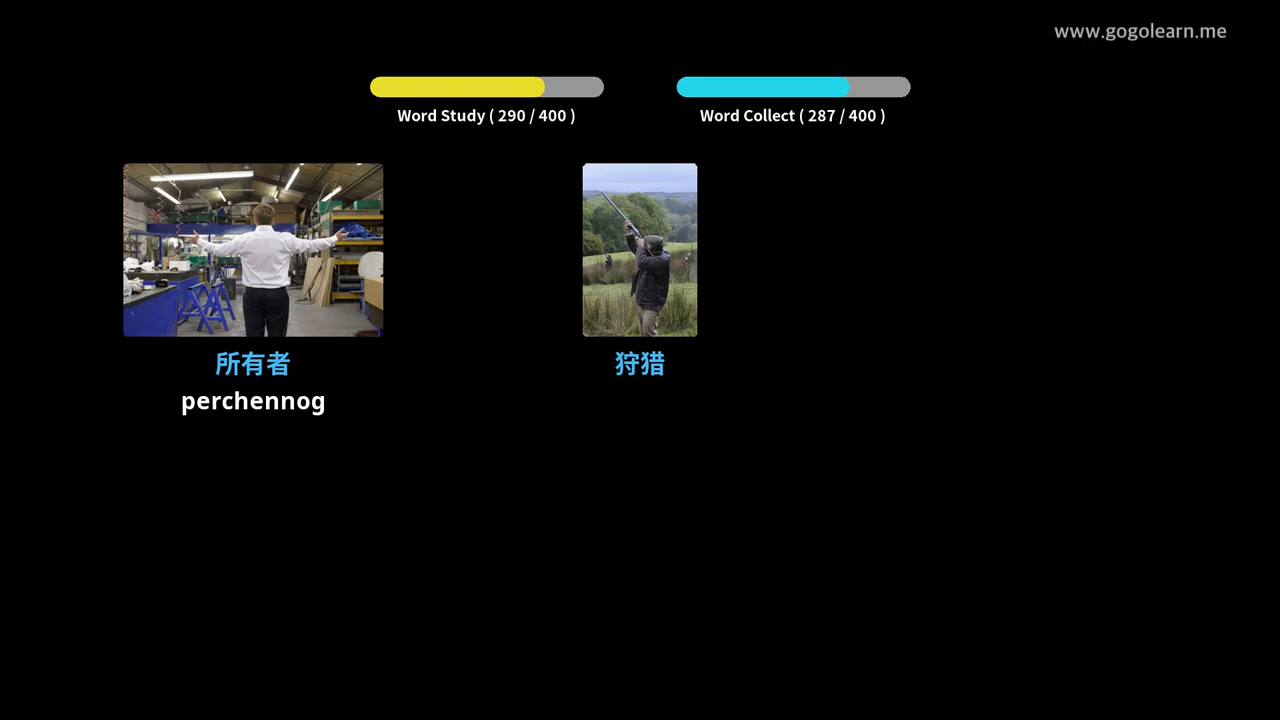 www.gogolearn.me
Word Study ( 290 / 400 )
Word Collect ( 287 / 400 )
所有者
perchennog
狩猎